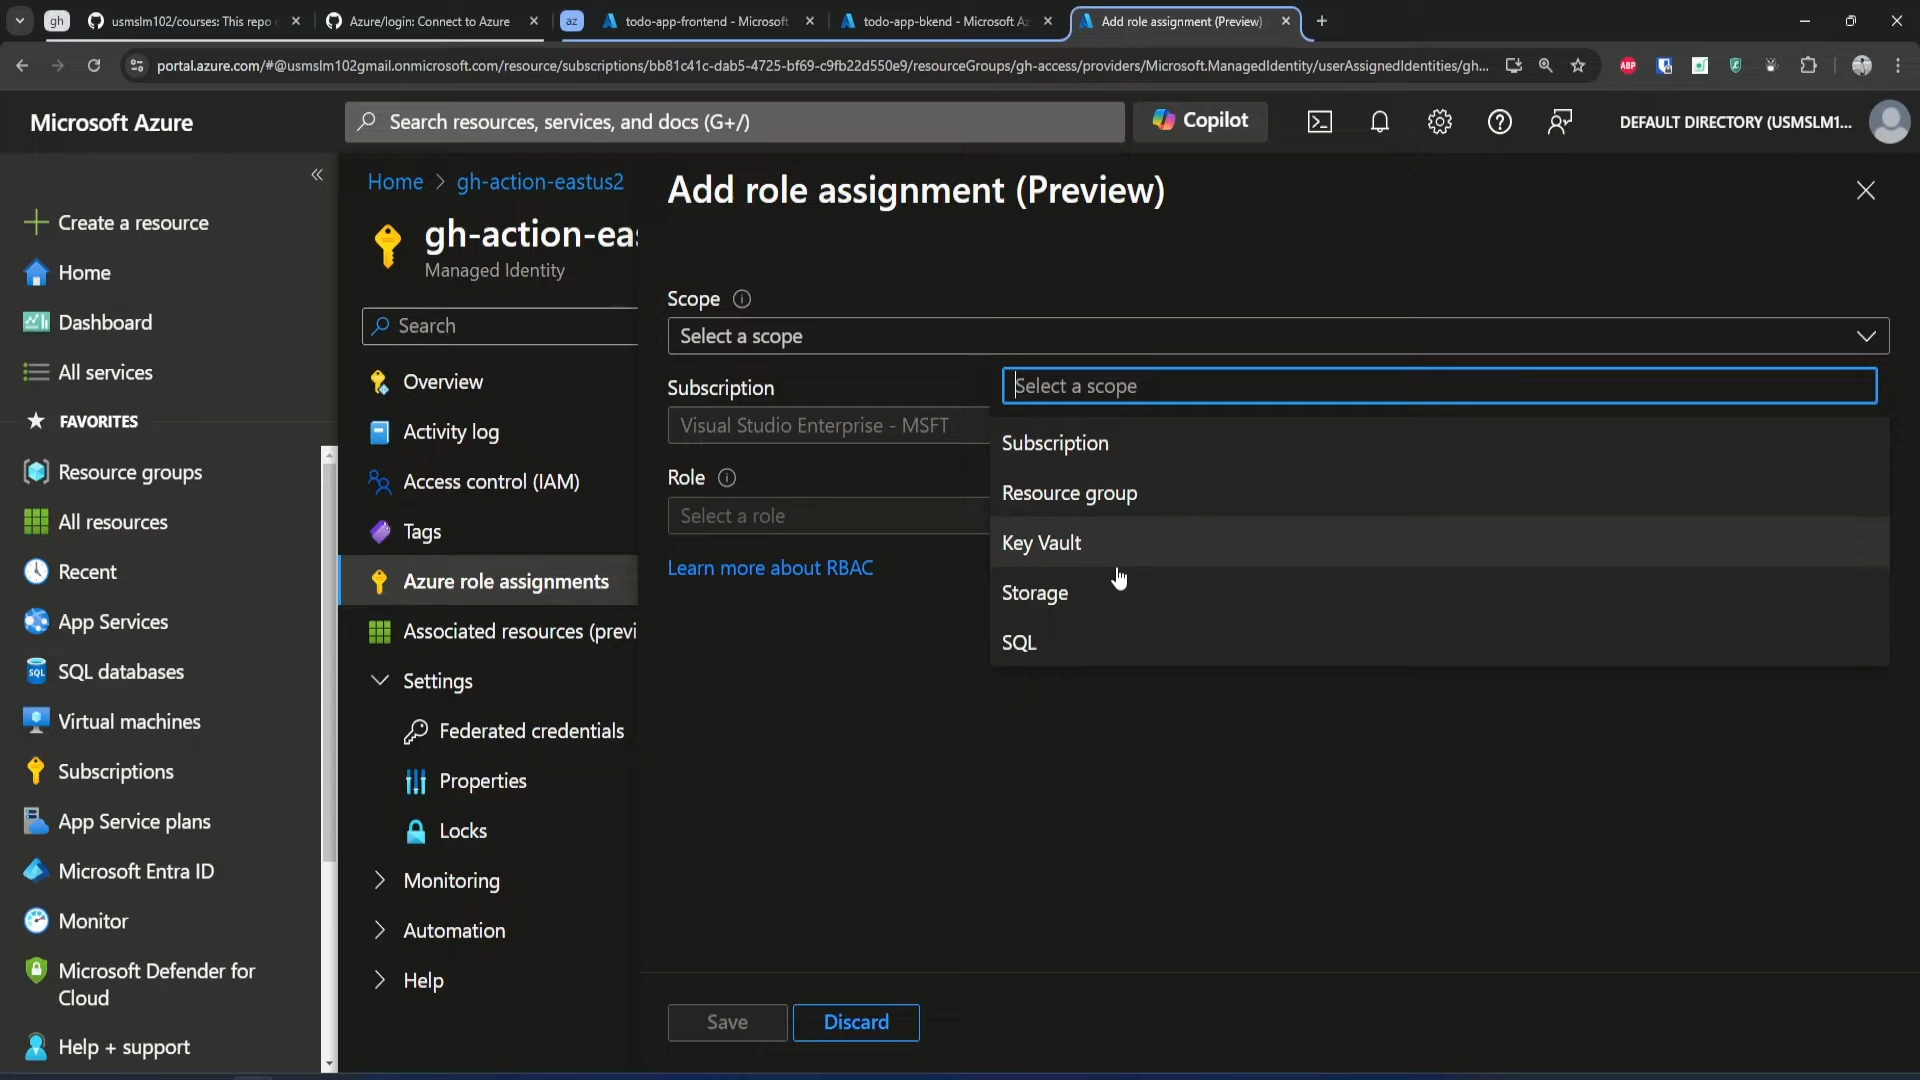 gh
usmslm102/courses: This repo
Azure/login: Connect to Azure
az
todo-app-frontend - Microsoft
todo-app-bkend - Microsoft Az
Add role assignment (Preview)
portal.azure.com/#@usmslm102gmail.onmicrosoft.com/resource/subscriptions/bb81c41c-dab5-4725-bf69-c9fb22d550e9/resourceGroups/gh-access/providers/Microsoft.ManagedIdentity/userAssignedIdentities/gh...
ABP
Microsoft Azure
Search resources, services, and docs (G+/)
Copilot
DEFAULT DIRECTORY (USMSLM1...
Create a resource
Home
Dashboard
All services
FAVORITES
Resource groups
All resources
Recent
App Services
SQL databases
Virtual machines
Subscriptions
App Service plans
Microsoft Entra ID
Monitor
Microsoft Defender for
Cloud
Help + support
Home > gh-action-eastus2
gh-action-eas
Managed Identity
Search
Overview
Activity log
Access control (IAM)
Tags
Azure role assignments
Associated resources (previ
Settings
Federated credentials
Properties
Locks
Monitoring
Automation
Help
Add role assignment (Preview)
Scope
Select a scope
Subscription
Visual Studio Enterprise - MSFT
Role
Select a role
Learn more about RBAC
Select a scope
Subscription
Resource group
Key Vault
Storage
SQL
Save
Discard